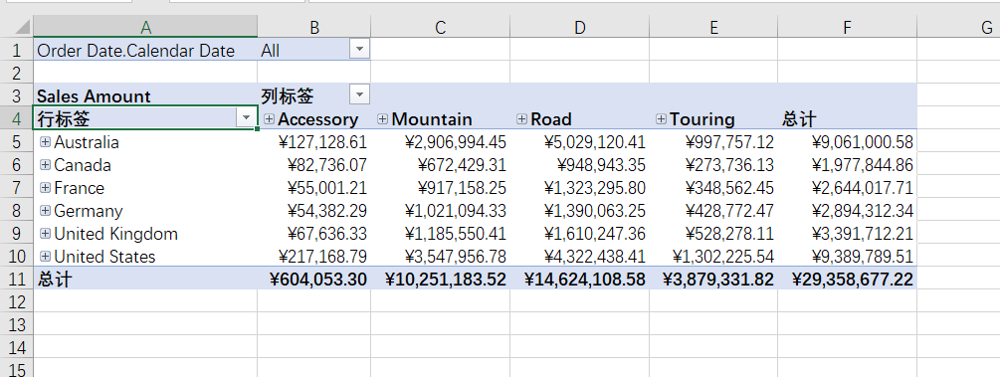 A B C D E F G
1 Order Date.Calendar Date All
2
3 Sales Amount 列标签
4 行标签 Accessory Mountain Road Touring 总计
5 Australia ¥127,128.61 ¥2,906,994.45 ¥5,029,120.41 ¥997,757.12 ¥9,061,000.58
6 Canada ¥82,736.07 ¥672,429.31 ¥948,943.35 ¥273,736.13 ¥1,977,844.86
7 France ¥55,001.21 ¥917,158.25 ¥1,323,295.80 ¥348,562.45 ¥2,644,017.71
8 Germany ¥54,382.29 ¥1,021,094.33 ¥1,390,063.25 ¥428,772.47 ¥2,894,312.34
9 United Kingdom ¥67,636.33 ¥1,185,550.41 ¥1,610,247.36 ¥528,278.11 ¥3,391,712.21
10 United States ¥217,168.79 ¥3,547,956.78 ¥4,322,438.41 ¥1,302,225.54 ¥9,389,789.51
11 总计 ¥604,053.30 ¥10,251,183.52 ¥14,624,108.58 ¥3,879,331.82 ¥29,358,677.22
12
13
14
15